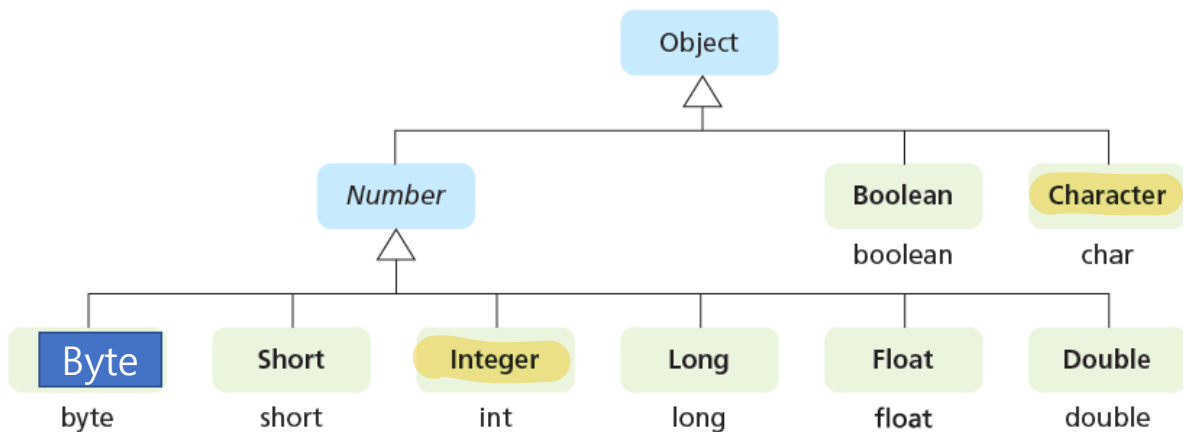 Object
Number
Boolean
Character
boolean
char
Byte
Short
Integer
Long
Float
Double
byte
short
int
long
float
double